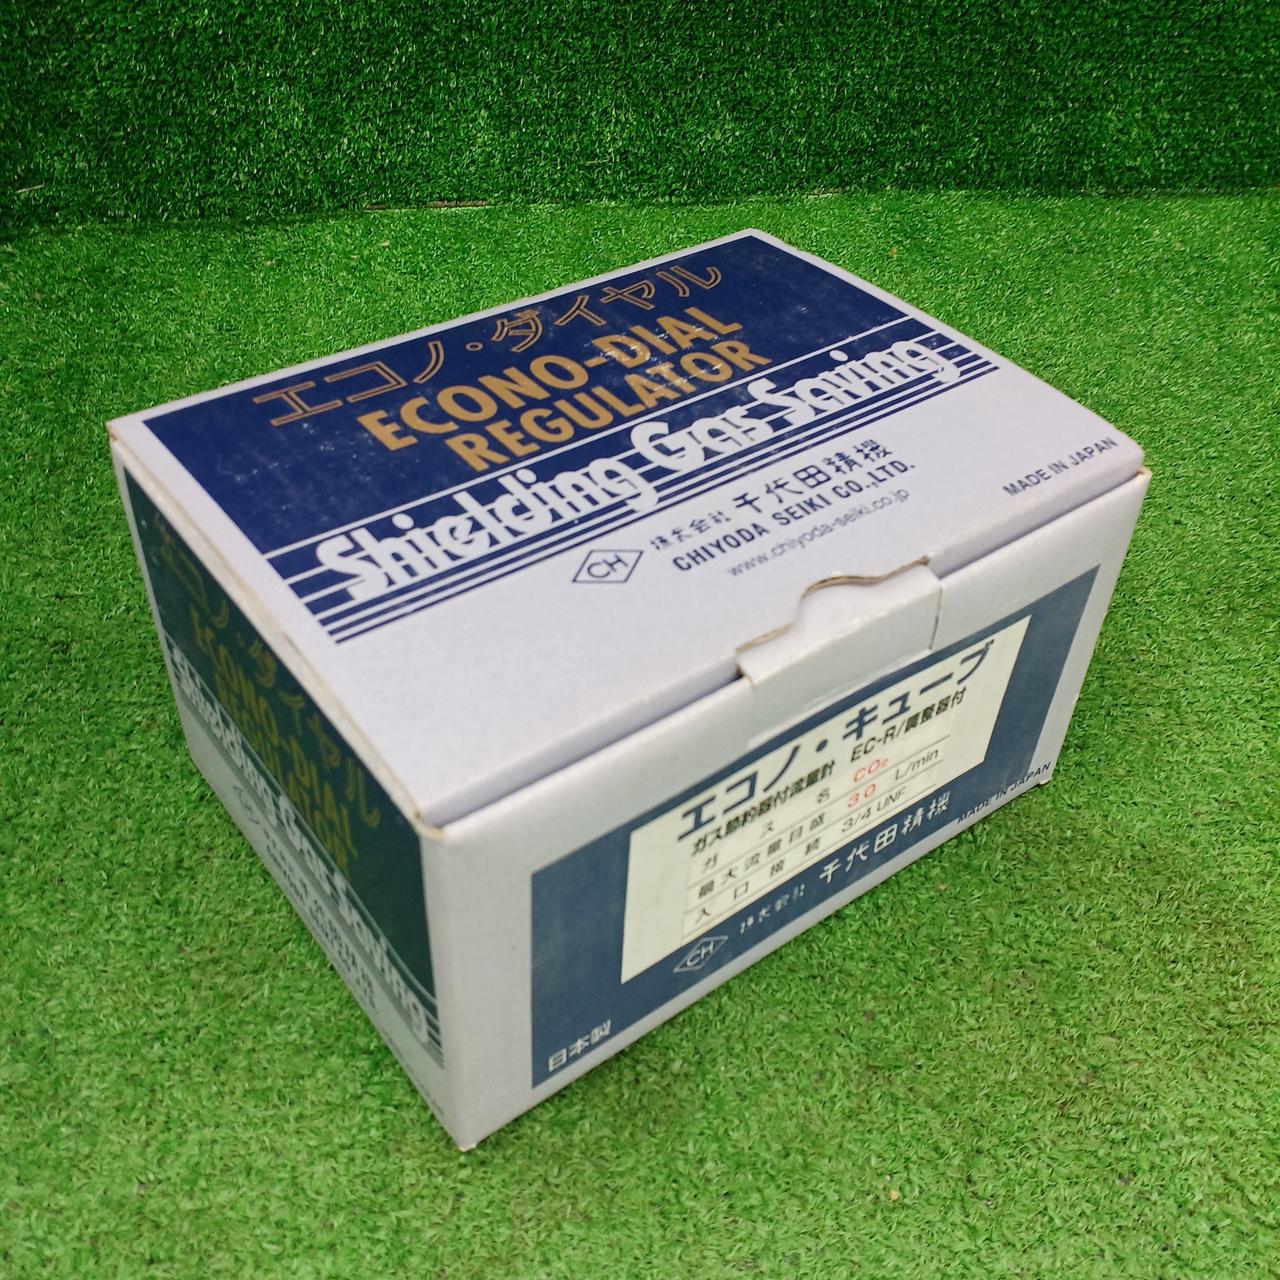 エコノ・ダイヤル
ECONO-DIAL
REGULATOR
Shielding Gas Saving
CH
株式会社 千代田精機
CHIYODA SEIKI CO.,LTD.
www.chiyoda-seiki.co.jp
MADE IN JAPAN
エコノ・キューブ
ガス節約器付流量計 EC-R/調整器付
ガス名 CO₂
最大流量目盛 30 L/min
入口接続 3/4UNF
CH
株式会社 千代田精機
日本製
MADE IN JAPAN
エコノ・ダイヤル
ECONO-DIAL
Shielding Gas Saving